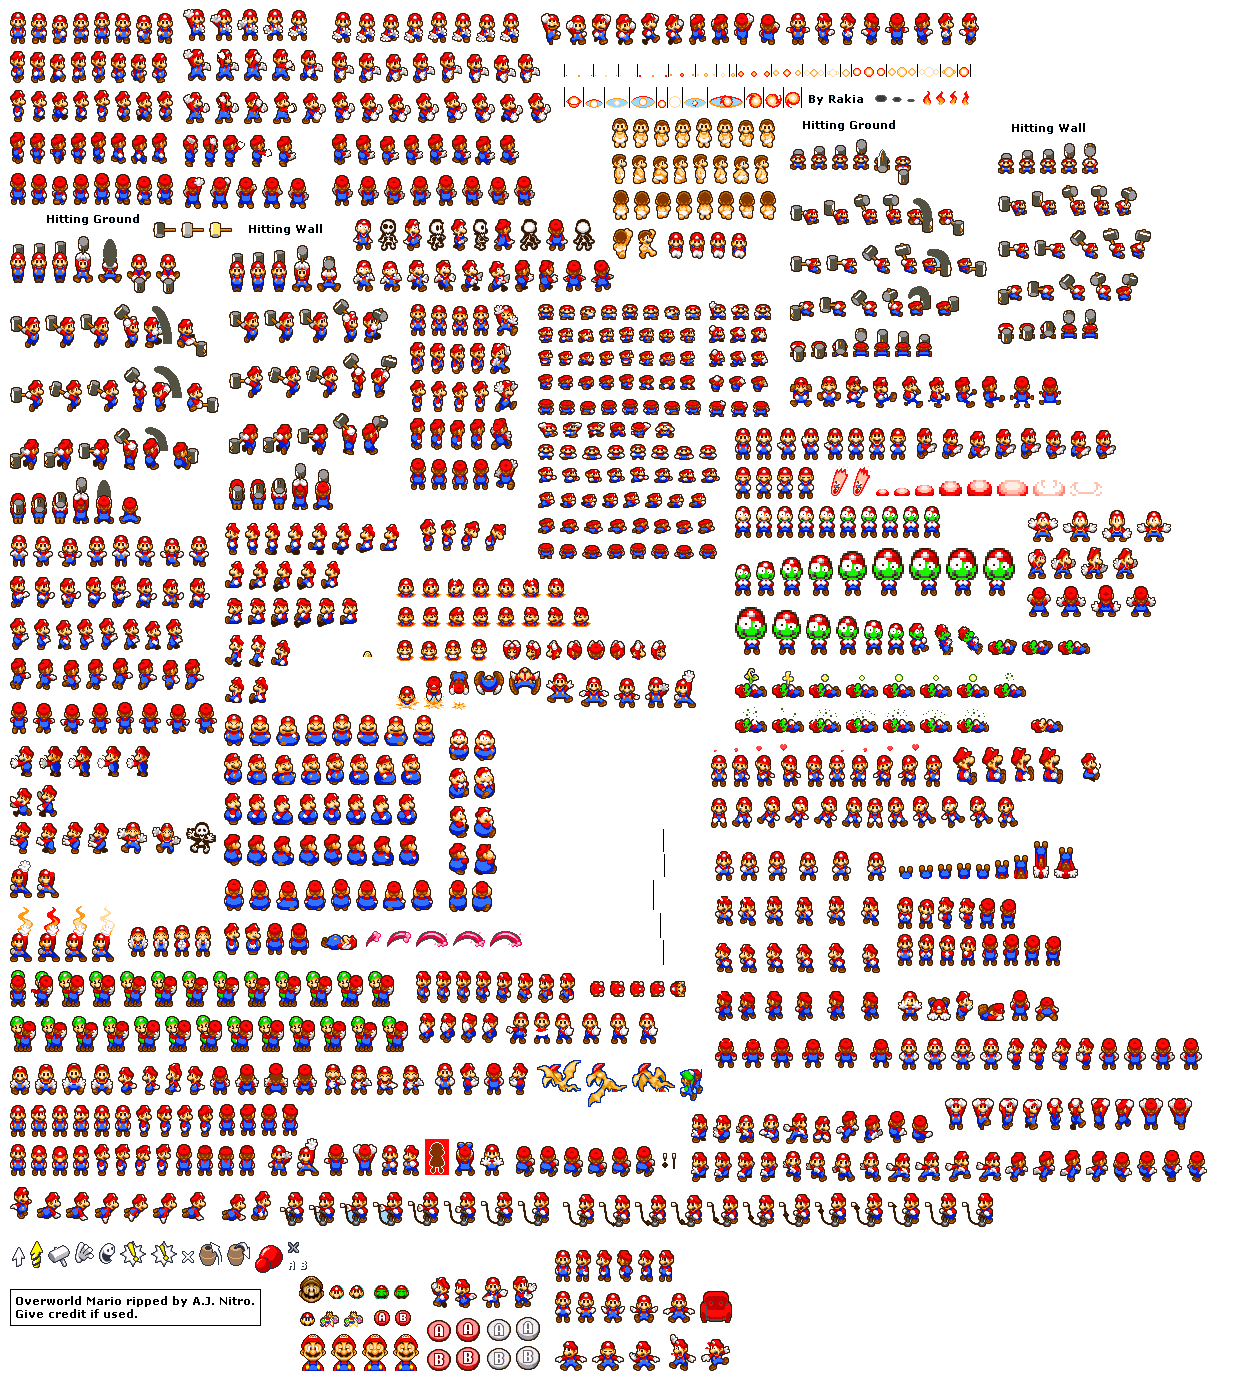 By Rakia
Hitting Ground
Hitting Wall
Hitting Ground
Hitting Wall
A B
Overworld Mario ripped by A.J. Nitro.
Give credit if used.
A B
A A A A
B B B B